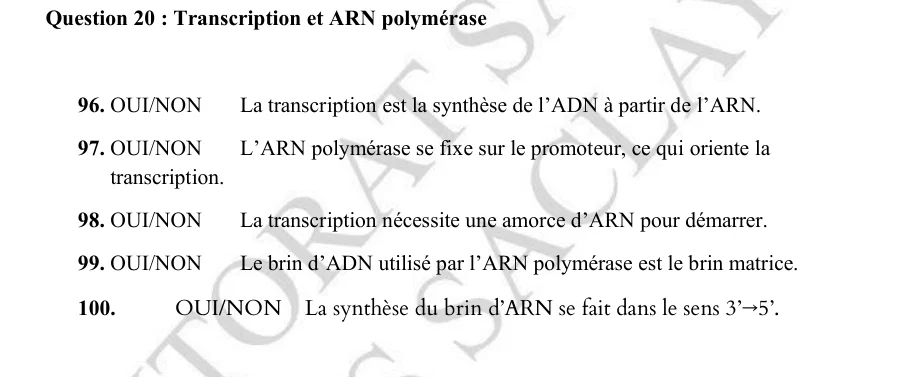 Question 20 : Transcription et ARN polymérase
96. OUI/NON La transcription est la synthèse de l’ADN à partir de l’ARN.
97. OUI/NON L’ARN polymérase se fixe sur le promoteur, ce qui oriente la
transcription.
98. OUI/NON La transcription nécessite une amorce d’ARN pour démarrer.
99. OUI/NON Le brin d’ADN utilisé par l’ARN polymérase est le brin matrice.
100. OUI/NON La synthèse du brin d’ARN se fait dans le sens 3’→5’.